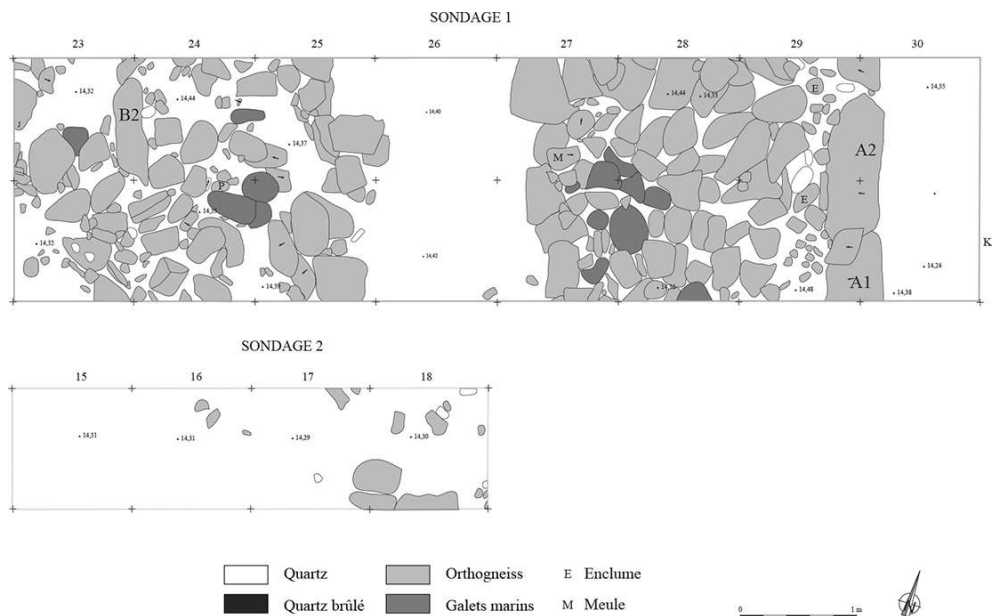 SONDAGE 1
23 24 25 26 27 28 29 30
14,32 14,44 14,44 14,33 E 14,35
B2 14,40
J 14,37
M A2
P E
14,32 14,42 K
14,24
14,39 14,48 A1 14,38
SONDAGE 2
15 16 17 18
14,31 14,31 14,29 14,30
Quartz Orthogneiss E Enclume
Quartz brûlé Galets marins M Meule
0 1 m
N